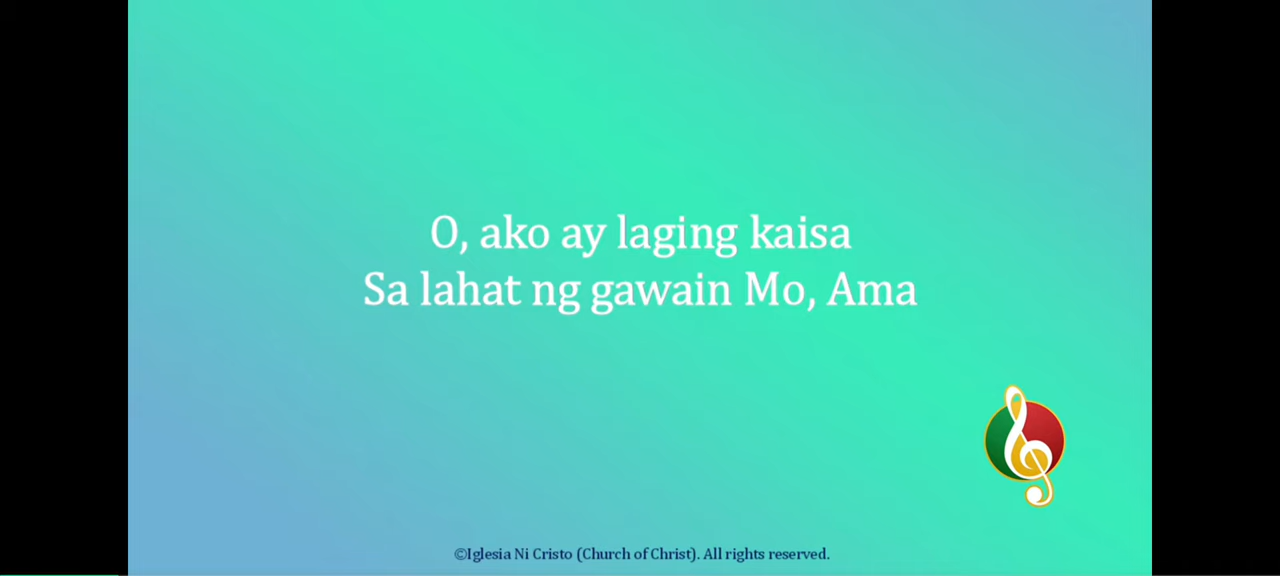 O, ako ay laging kaisa
Sa lahat ng gawain Mo, Ama
©Iglesia Ni Cristo (Church of Christ). All rights reserved.